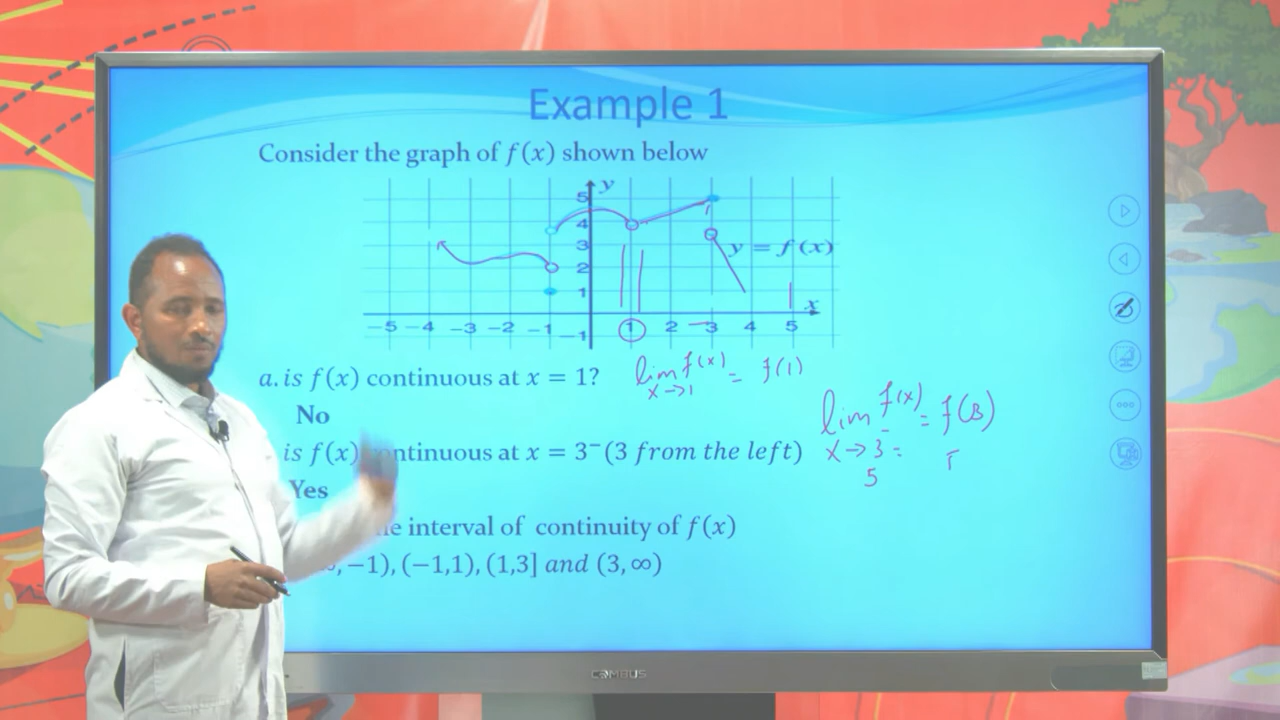 Example 1
Consider the graph of f(x) shown below
y
5
4
3
2
1
−1
y = f(x)
x
−5 −4 −3 −2 −1 1 2 3 4 5
a. is f(x) continuous at x = 1?
lim f(x) = f(1)
x→1
No
lim f(x) = f(3)
x→3⁻ =
5
is f(x) continuous at x = 3⁻(3 from the left)
Yes
interval of continuity of f(x)
, −1), (−1,1), (1,3] and (3, ∞)
CAMBUS